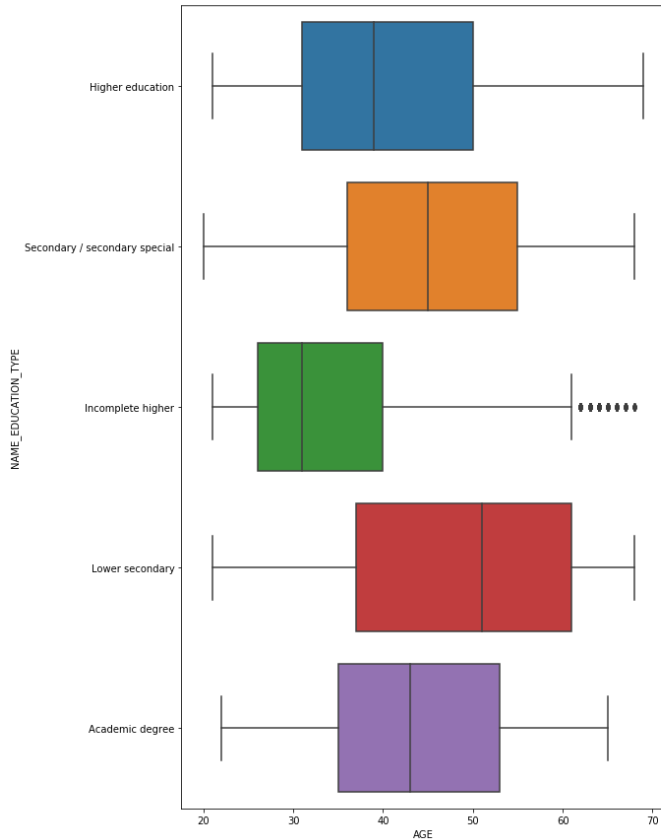 Higher education
Secondary / secondary special
Incomplete higher
Lower secondary
Academic degree
NAME_EDUCATION_TYPE
20 30 40 50 60 70
AGE